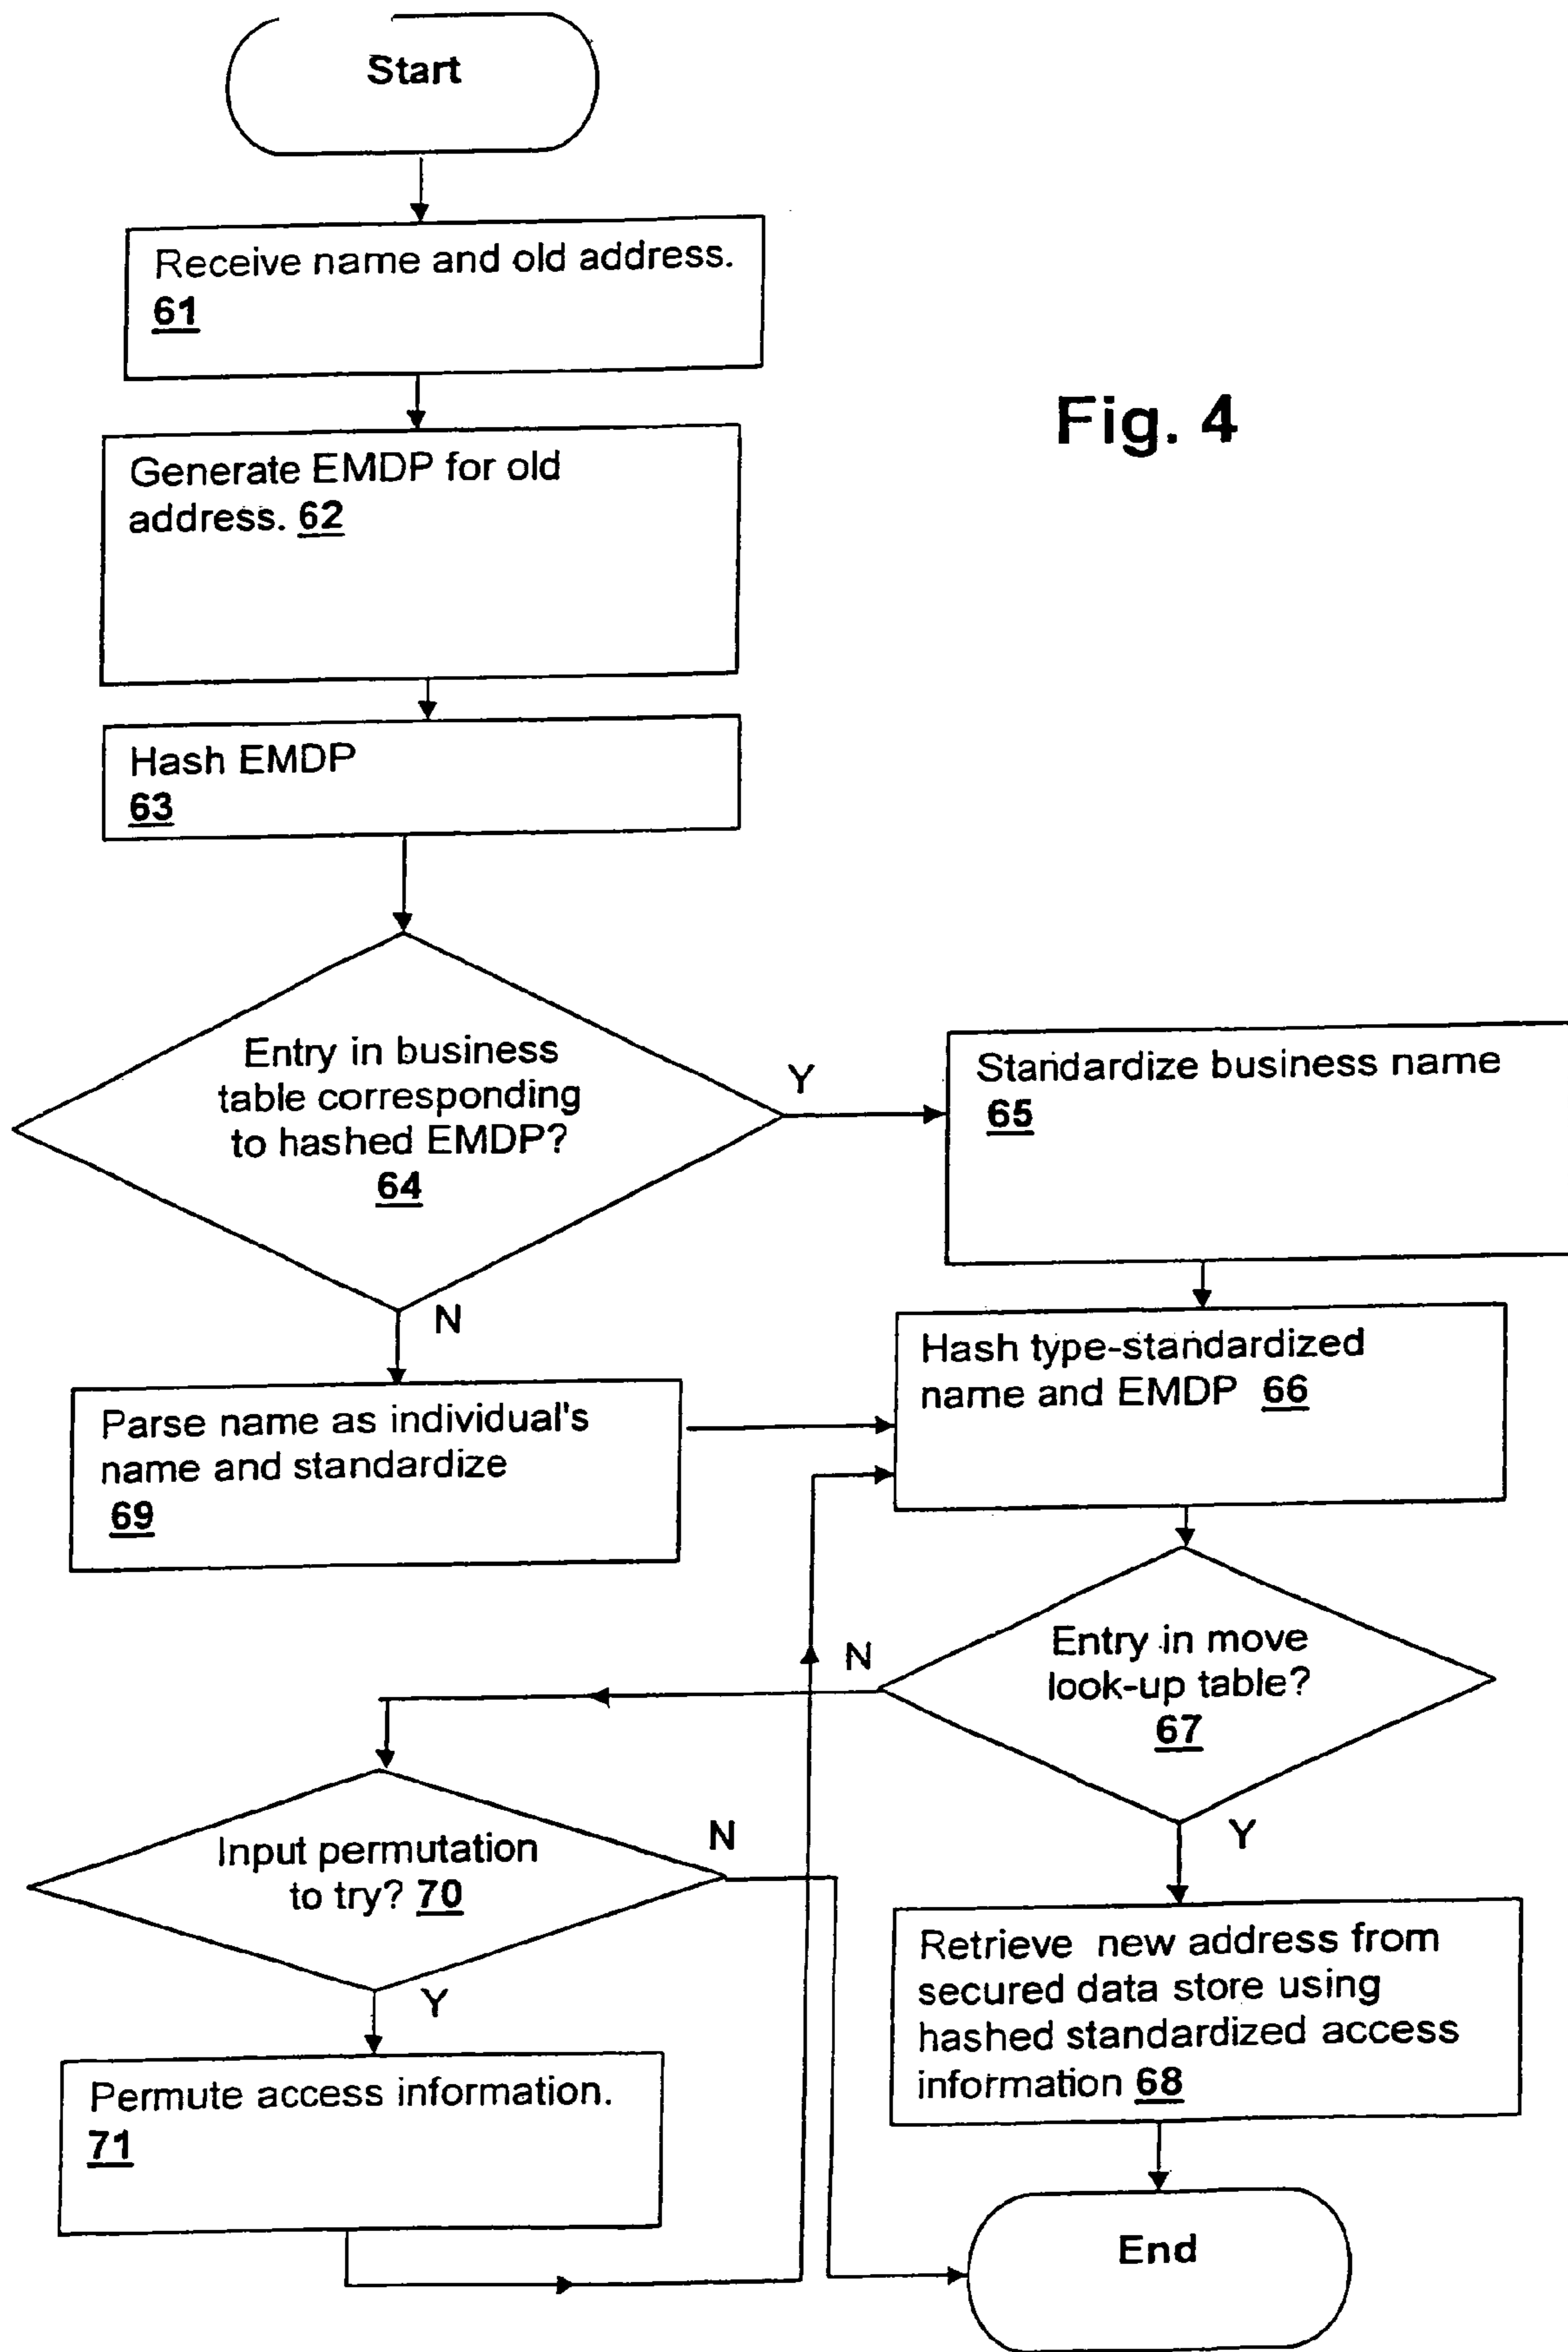 Start
Receive name and old address.
61
Fig. 4
Generate EMDP for old
address. 62
Hash EMDP
63
Entry in business
table corresponding
to hashed EMDP?
64
Y
Standardize business name
65
N
Hash type-standardized
name and EMDP 66
Parse name as individual's
name and standardize
69
Entry in move
look-up table?
67
N
Y
Input permutation
to try? 70
N
Y
Retrieve new address from
secured data store using
hashed standardized access
information 68
Permute access information.
71
End